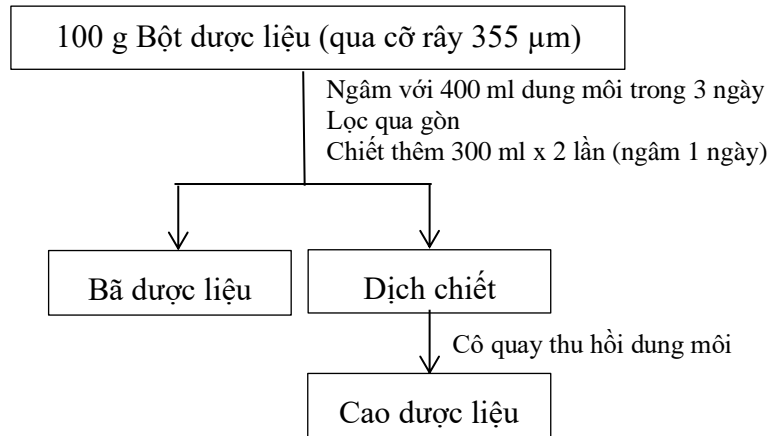 100 g Bột dược liệu (qua cỡ rây 355 µm)
Ngâm với 400 ml dung môi trong 3 ngày
Lọc qua gòn
Chiết thêm 300 ml x 2 lần (ngâm 1 ngày)
Bã dược liệu
Dịch chiết
Cô quay thu hồi dung môi
Cao dược liệu